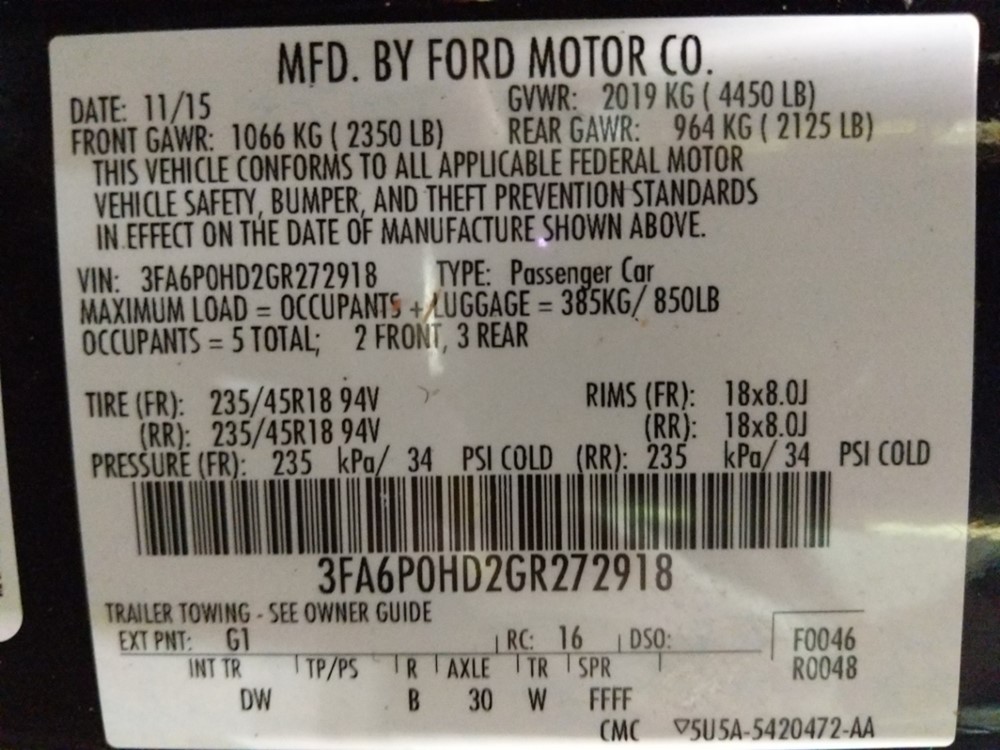 MFD. BY FORD MOTOR CO.
DATE: 11/15 GVWR: 2019 KG ( 4450 LB)
FRONT GAWR: 1066 KG ( 2350 LB) REAR GAWR: 964 KG ( 2125 LB)
THIS VEHICLE CONFORMS TO ALL APPLICABLE FEDERAL MOTOR
VEHICLE SAFETY, BUMPER, AND THEFT PREVENTION STANDARDS
IN EFFECT ON THE DATE OF MANUFACTURE SHOWN ABOVE.
VIN: 3FA6P0HD2GR272918 TYPE: Passenger Car
MAXIMUM LOAD = OCCUPANTS + LUGGAGE = 385KG/ 850LB
OCCUPANTS = 5 TOTAL; 2 FRONT, 3 REAR
TIRE (FR): 235/45R18 94V RIMS (FR): 18x8.0J
(RR): 235/45R18 94V (RR): 18x8.0J
PRESSURE (FR): 235 kPa/ 34 PSI COLD (RR): 235 kPa/ 34 PSI COLD
3FA6P0HD2GR272918
TRAILER TOWING - SEE OWNER GUIDE
EXT PNT: G1 RC: 16 DSO: F0046
INT TR TP/PS R AXLE TR SPR R0048
DW B 30 W FFFF
CMC ▽5U5A-5420472-AA